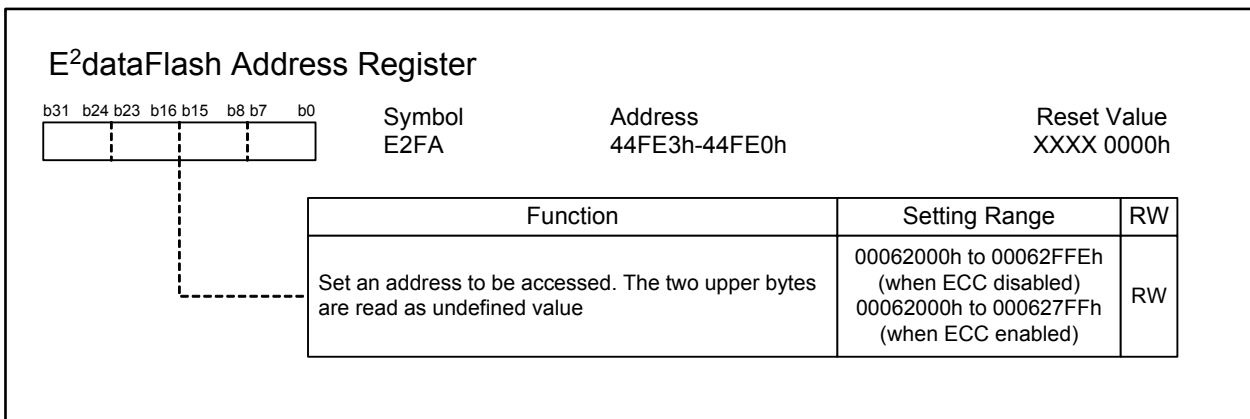 E²dataFlash Address Register
b31 b24 b23 b16 b15 b8 b7 b0
Symbol Address Reset Value
E2FA 44FE3h-44FE0h XXXX 0000h
Function Setting Range RW
Set an address to be accessed. The two upper bytes
are read as undefined value
00062000h to 00062FFEh
(when ECC disabled)
00062000h to 000627FFh
(when ECC enabled)
RW